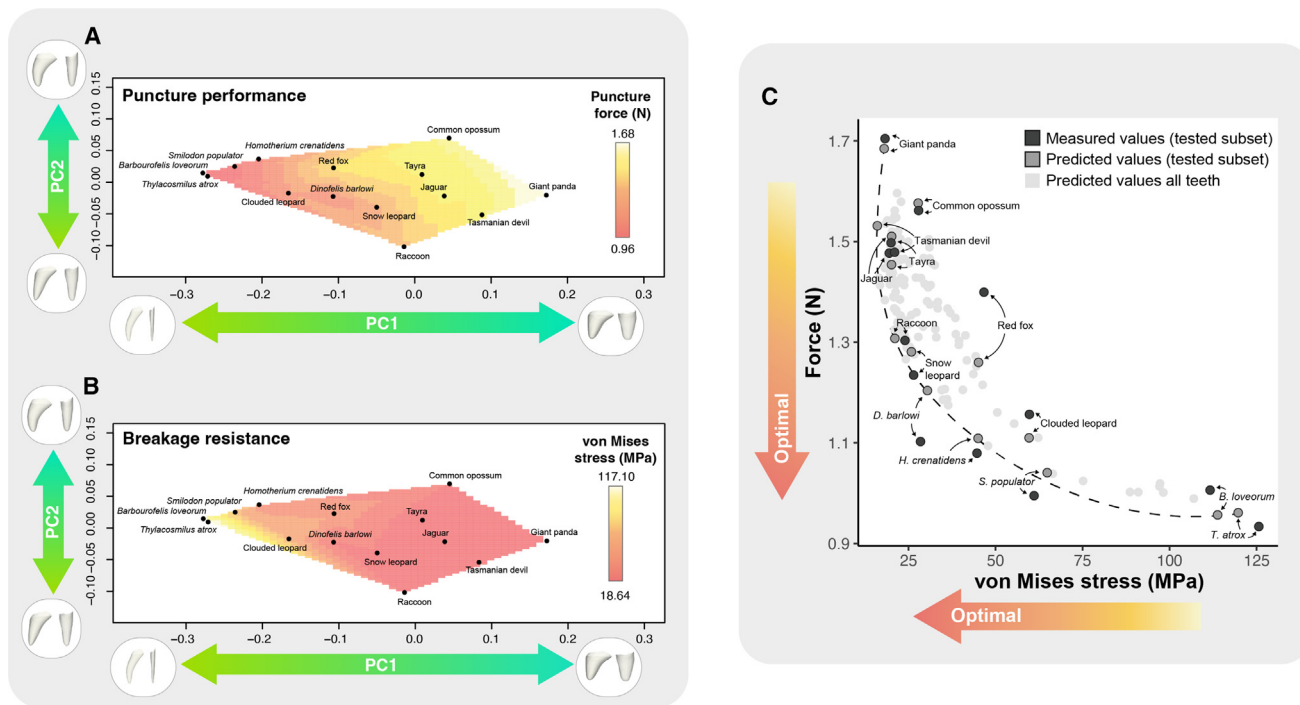 A
Puncture performance
Puncture
force (N)
1.68
0.96
Common opossum
Homotherium crenatidens
Smilodon populator
Barbourofelis loveorum
Thylacosmilus atrox
Red fox
Tayra
Dinofelis barlowi
Jaguar
Giant panda
Clouded leopard
Snow leopard
Tasmanian devil
Raccoon
PC2
0.15
0.10
0.05
0.00
−0.05
−0.10
−0.3
−0.2
−0.1
0.0
0.1
0.2
0.3
PC1
B
Breakage resistance
von Mises
stress (MPa)
117.10
18.64
Common opossum
Homotherium crenatidens
Smilodon populator
Barbourofelis loveorum
Thylacosmilus atrox
Red fox
Tayra
Dinofelis barlowi
Jaguar
Giant panda
Clouded leopard
Snow leopard
Tasmanian devil
Raccoon
PC2
0.15
0.10
0.05
0.00
−0.05
−0.10
−0.3
−0.2
−0.1
0.0
0.1
0.2
0.3
PC1
C
Measured values (tested subset)
Predicted values (tested subset)
Predicted values all teeth
Giant panda
Common opossum
Tasmanian devil
Tayra
Jaguar
Raccoon
Red fox
Snow
leopard
D. barlowi
Clouded leopard
H. crenatidens
S. populator
B. loveorum
T. atrox
1.7
1.5
1.3
1.1
0.9
Force (N)
Optimal
25
50
75
100
125
von Mises stress (MPa)
Optimal